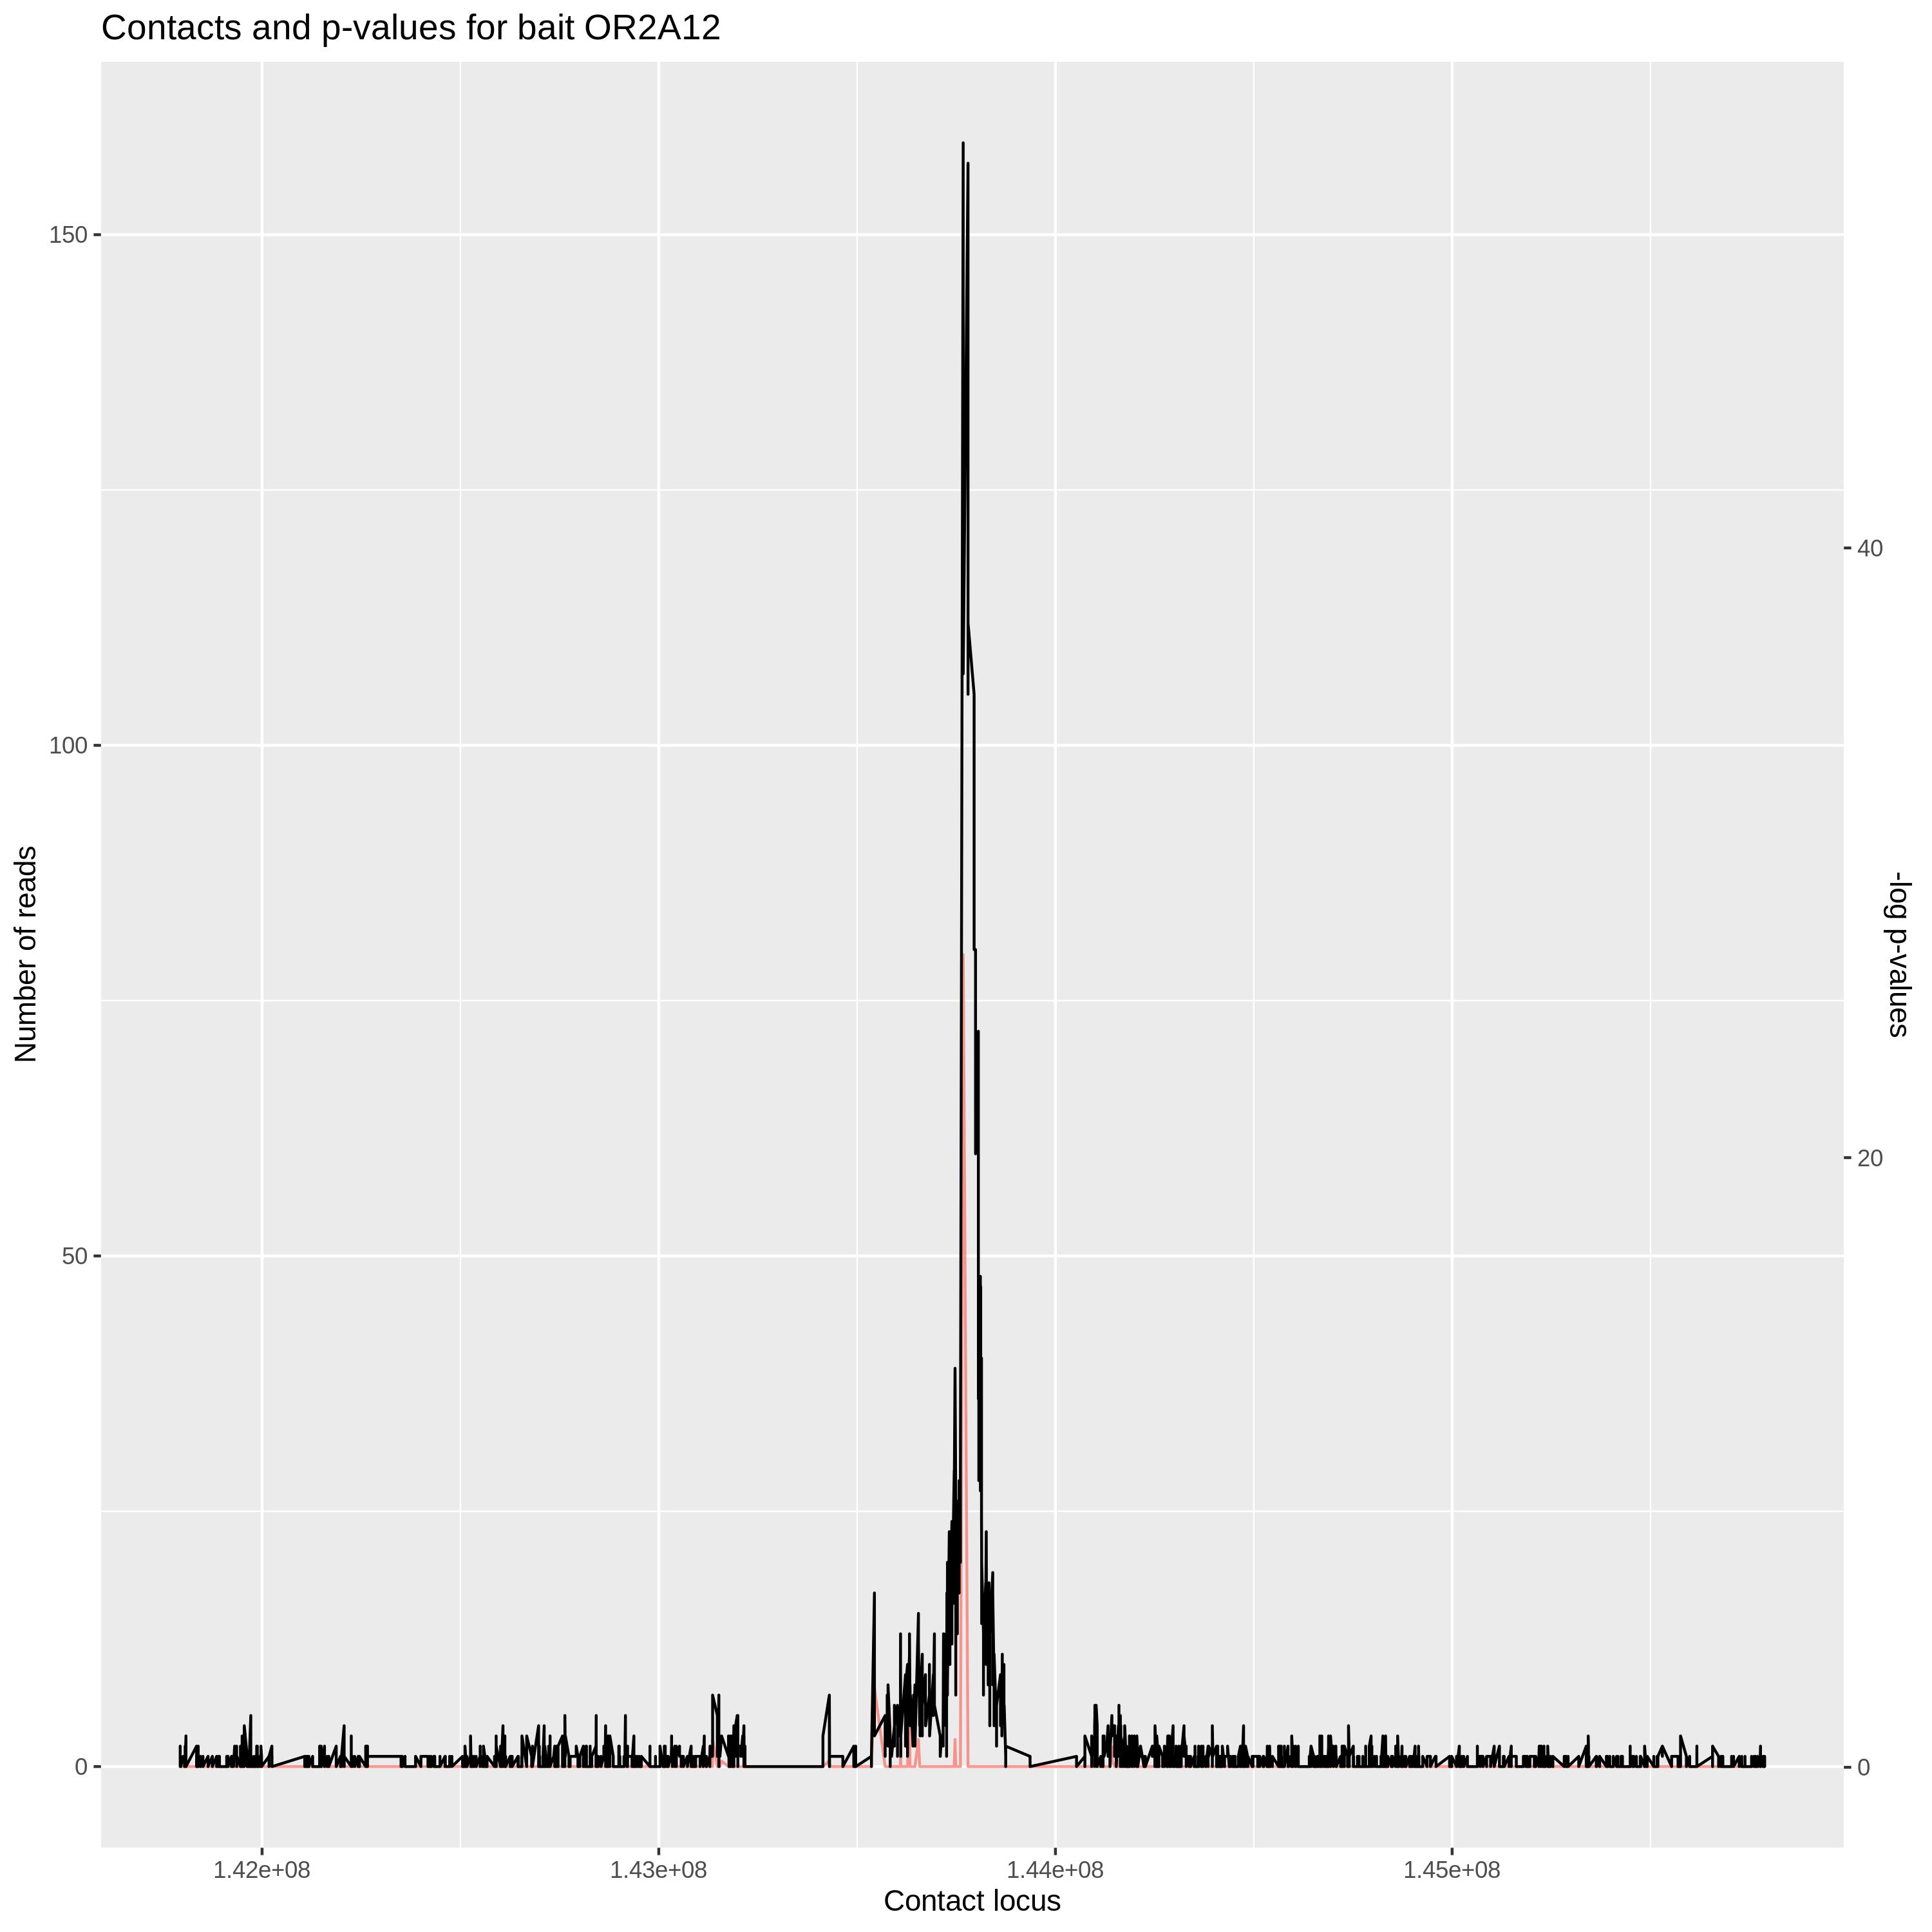 Contacts and p-values for bait OR2A12
150
100
50
0
Number of reads
40
20
0
-log p-values
1.42e+08
1.43e+08
1.44e+08
1.45e+08
Contact locus